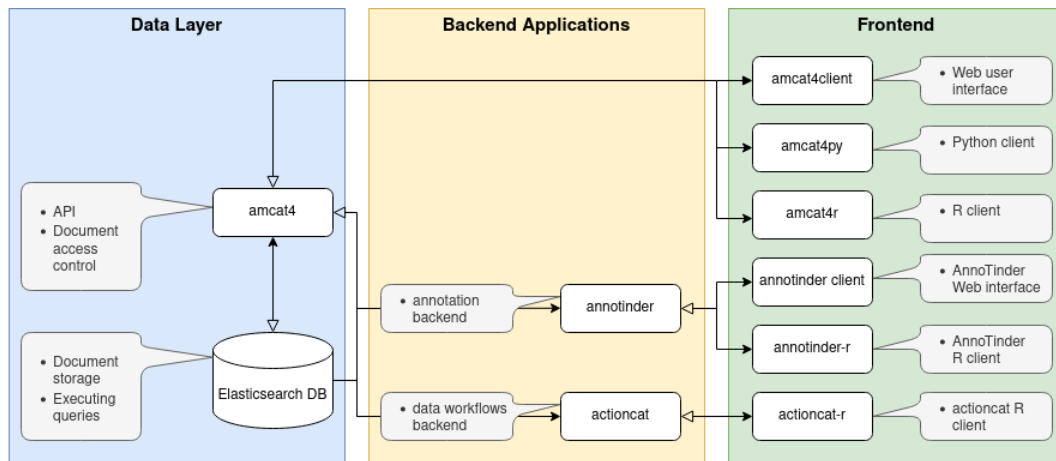 Data Layer
Backend Applications
Frontend
amcat4client
• Web user
interface
amcat4py
• Python client
• API
• Document
access
control
amcat4
amcat4r
• R client
• annotation
backend
annotinder
annotinder client
• AnnoTinder
Web interface
• Document
storage
• Executing
queries
Elasticsearch DB
annotinder-r
• AnnoTinder
R client
• data workflows
backend
actioncat
actioncat-r
• actioncat R
client